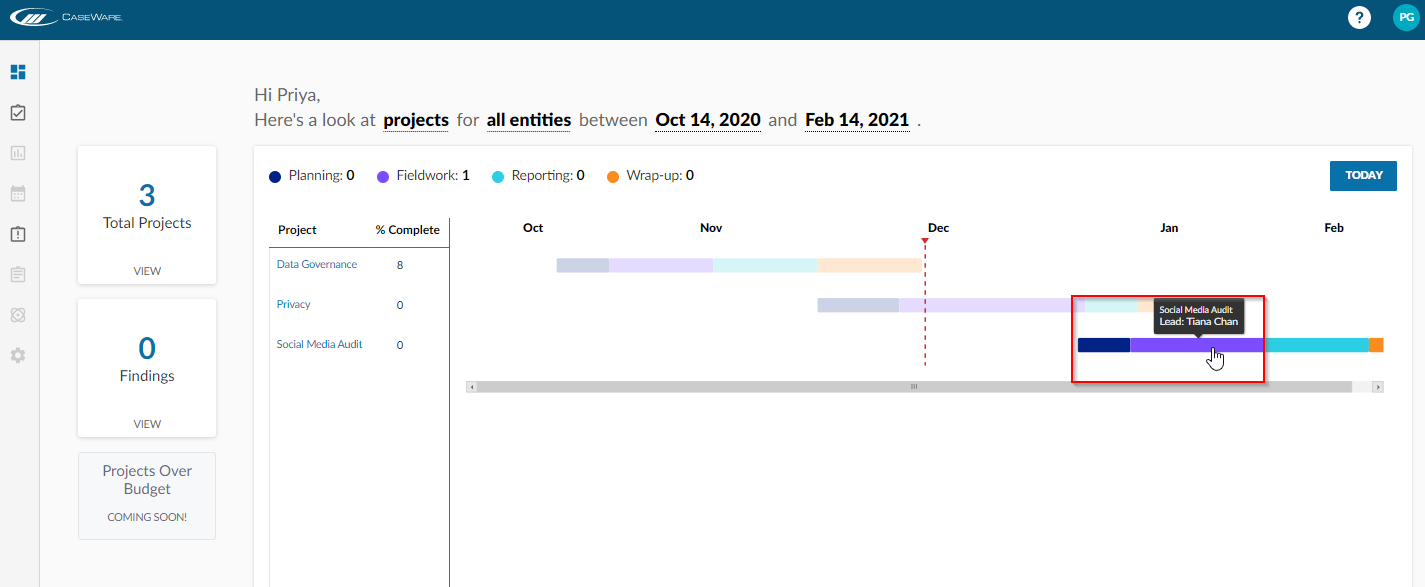 CASEWARE.
?
PG
Hi Priya,
Here's a look at projects for all entities between Oct 14, 2020 and Feb 14, 2021 .
3
Total Projects
VIEW
0
Findings
VIEW
Projects Over
Budget
COMING SOON!
Planning: 0 Fieldwork: 1 Reporting: 0 Wrap-up: 0
TODAY
Project % Complete Oct Nov Dec Jan Feb
Data Governance 8
Privacy 0
Social Media Audit 0
Social Media Audit
Lead: Tiana Chan